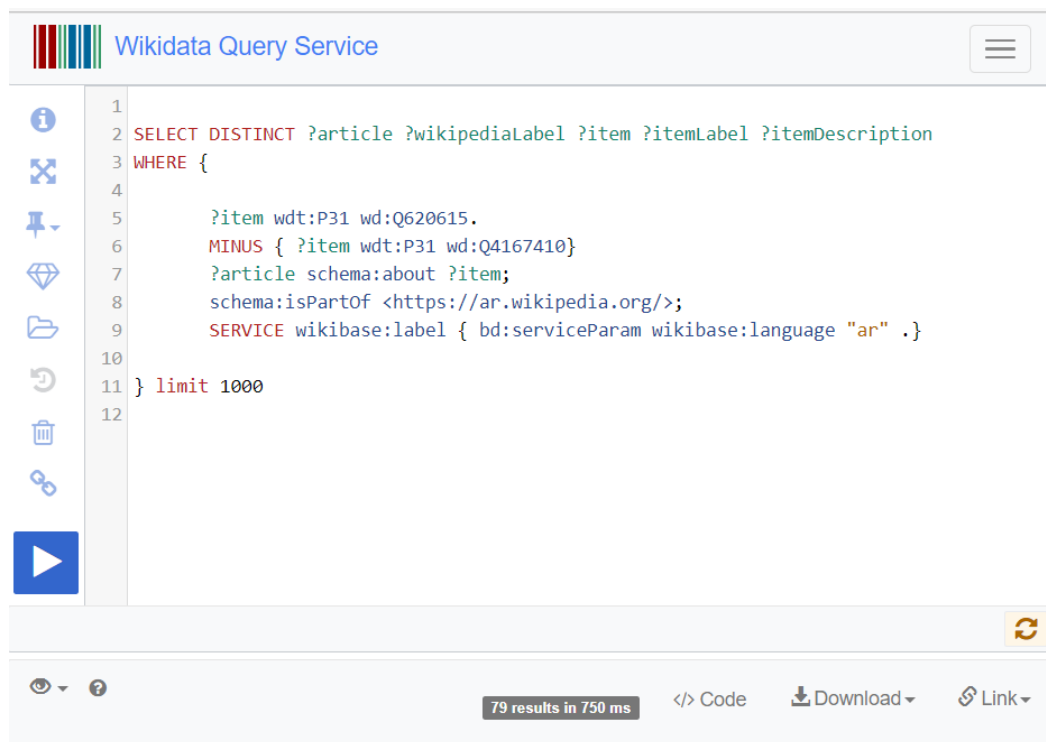 Wikidata Query Service
1
2 SELECT DISTINCT ?article ?wikipediaLabel ?item ?itemLabel ?itemDescription
3 WHERE {
4
5 ?item wdt:P31 wd:Q620615.
6 MINUS { ?item wdt:P31 wd:Q4167410}
7 ?article schema:about ?item;
8 schema:isPartOf <https://ar.wikipedia.org/>;
9 SERVICE wikibase:label { bd:serviceParam wikibase:language "ar" .}
10
11 } limit 1000
12
79 results in 750 ms </> Code Download Link